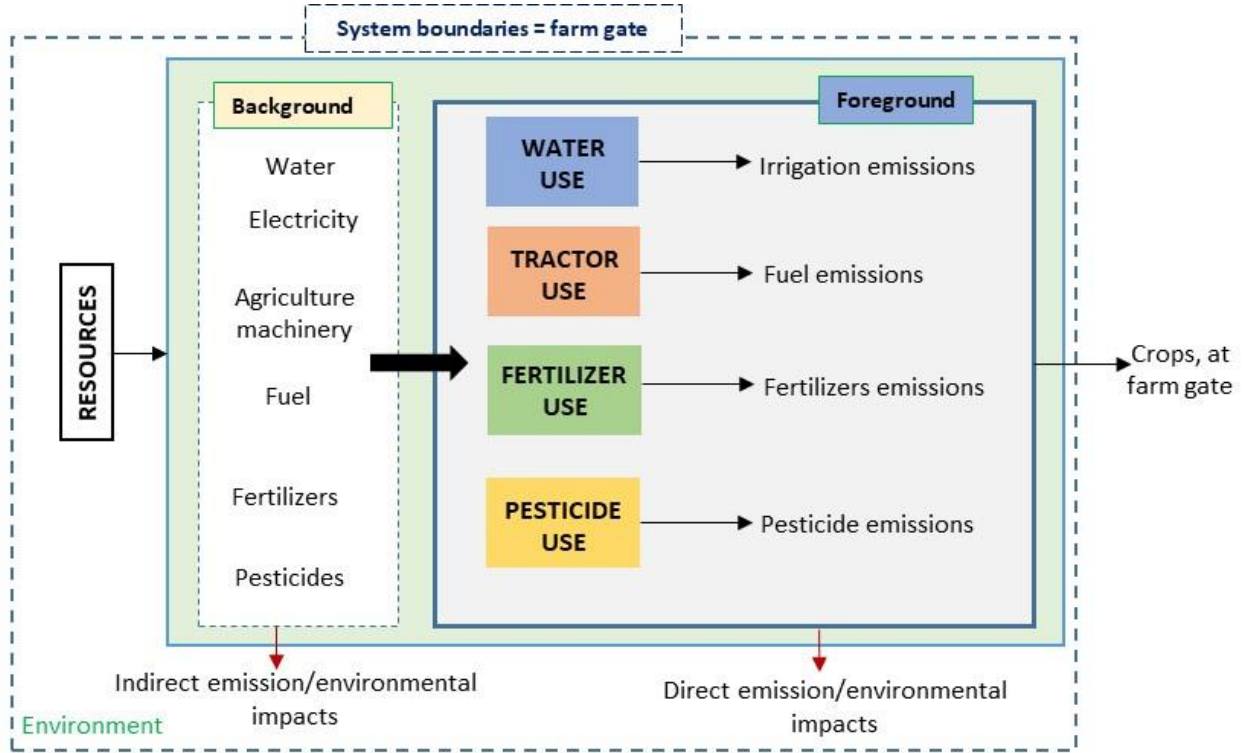 System boundaries = farm gate
Background
Foreground
Water
Electricity
Agriculture
machinery
Fuel
Fertilizers
Pesticides
RESOURCES
WATER
USE
Irrigation emissions
TRACTOR
USE
Fuel emissions
FERTILIZER
USE
Fertilizers emissions
PESTICIDE
USE
Pesticide emissions
Crops, at
farm gate
Indirect emission/environmental
impacts
Direct emission/environmental
impacts
Environment